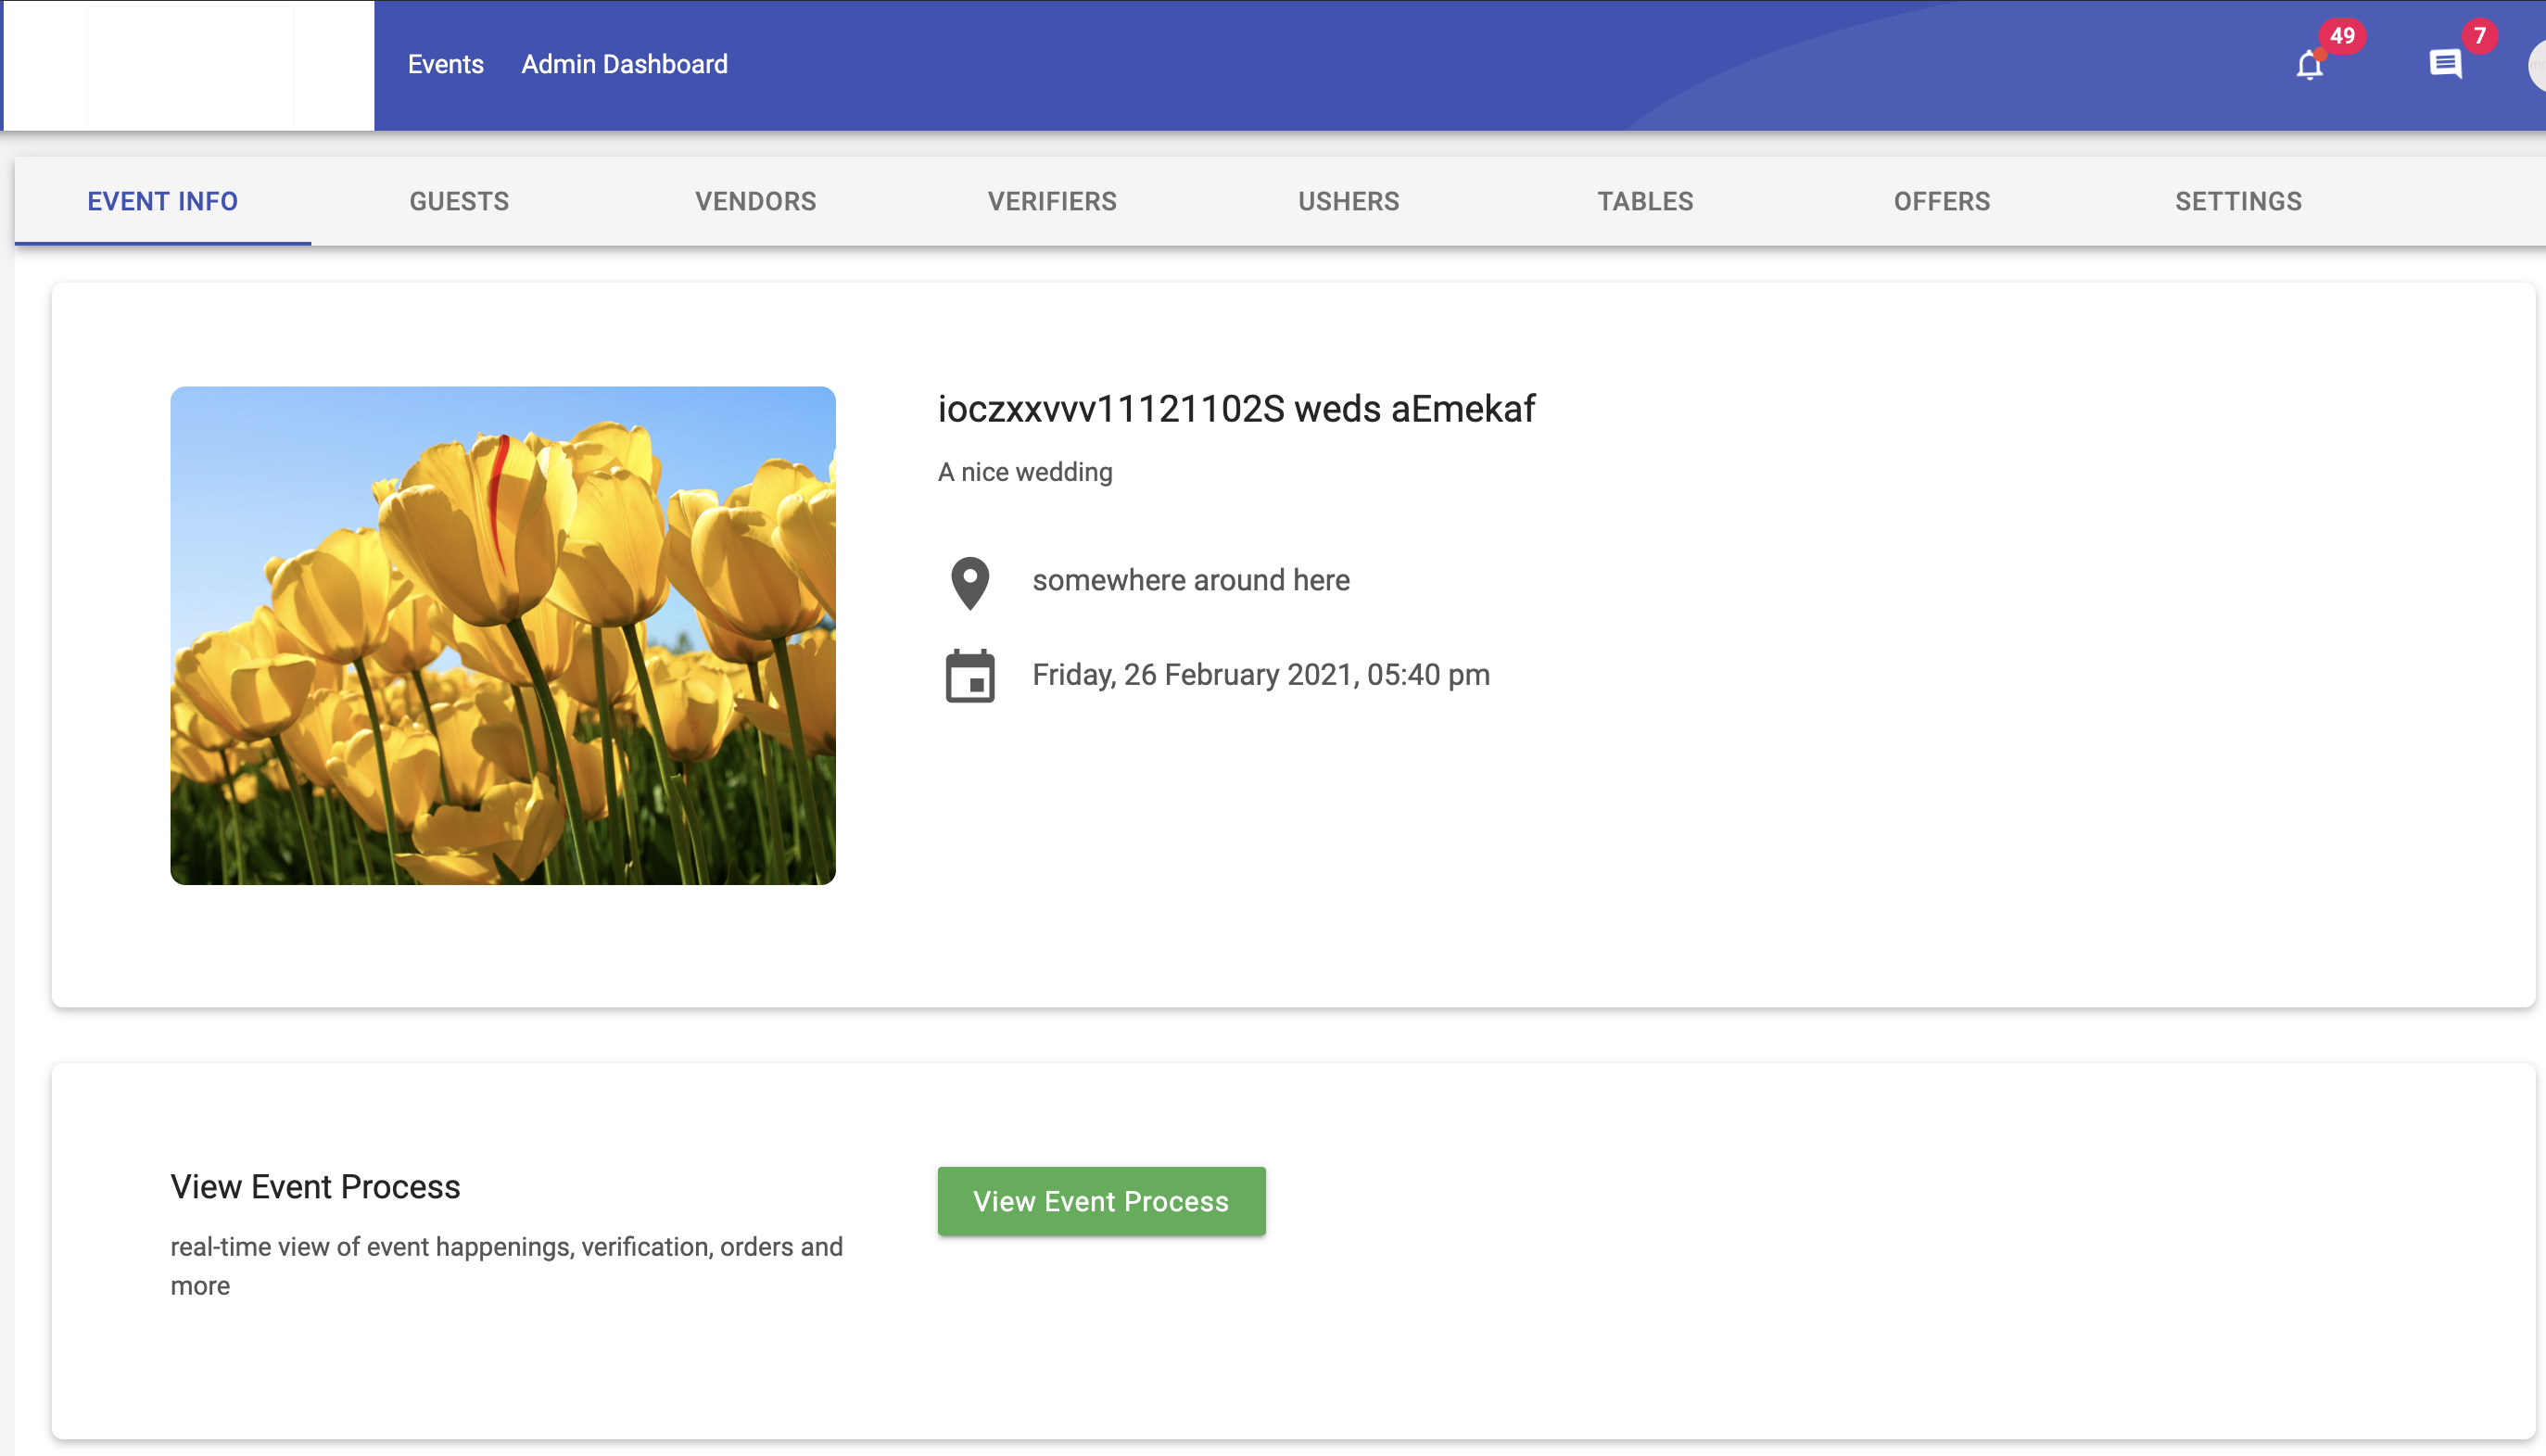 Events Admin Dashboard 49 7
EVENT INFO GUESTS VENDORS VERIFIERS USHERS TABLES OFFERS SETTINGS
ioczxxvvv11121102S weds aEmekaf
A nice wedding
somewhere around here
Friday, 26 February 2021, 05:40 pm
View Event Process
View Event Process
real-time view of event happenings, verification, orders and
more